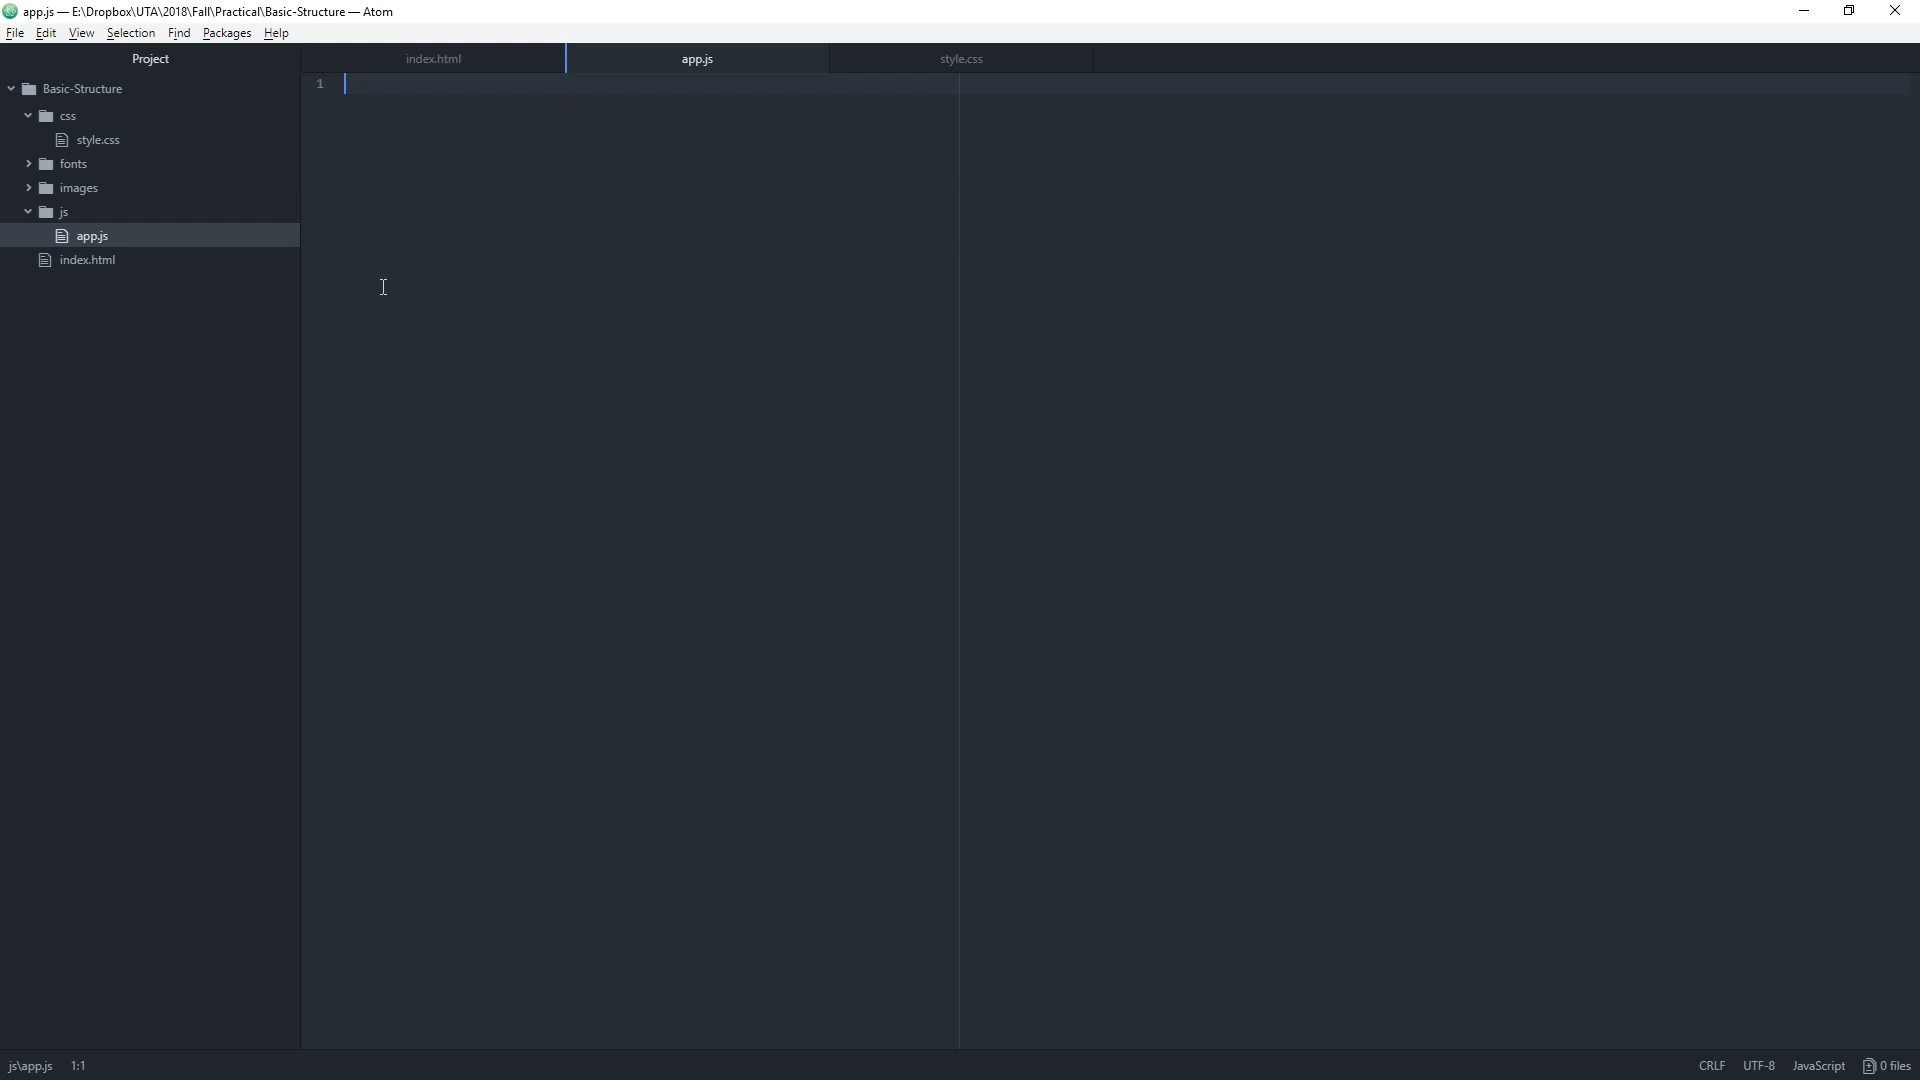 app.js — E:\Dropbox\UTA\2018\Fall\Practical\Basic-Structure — Atom
File Edit View Selection Find Packages Help
Project
index.html
app.js
style.css
Basic-Structure
css
style.css
fonts
images
js
app.js
index.html
1
js\app.js 1:1
CRLF UTF-8 JavaScript 0 files